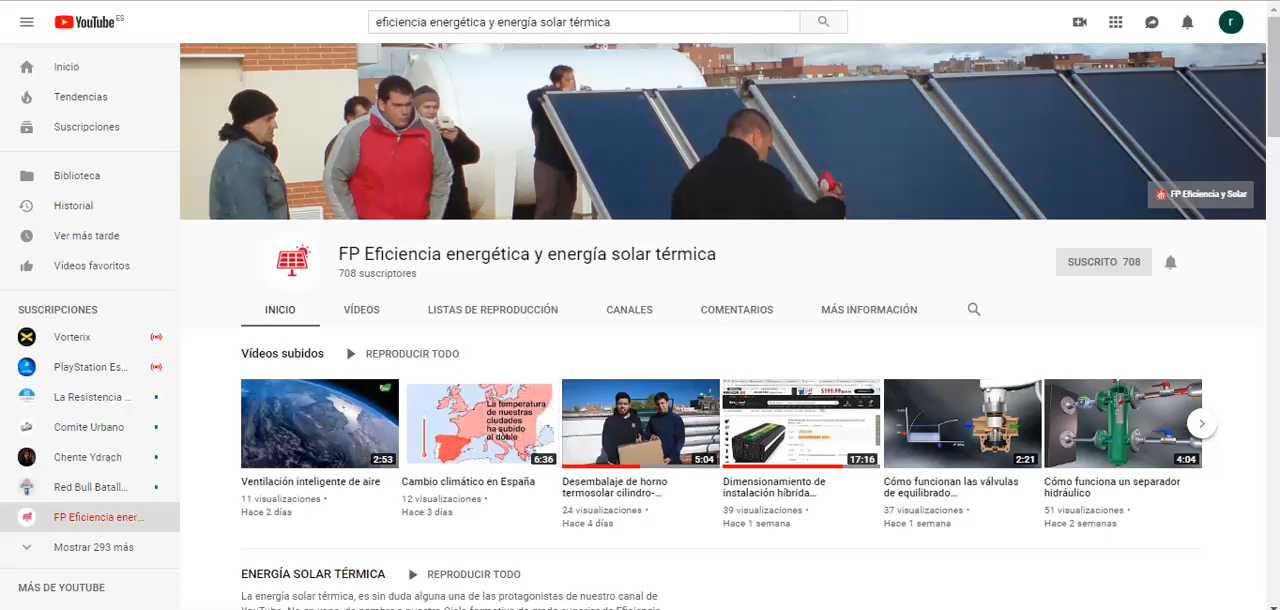 YouTube ES
eficiencia energética y energía solar térmica
r
Inicio
Tendencias
Suscripciones
Biblioteca
Historial
Ver más tarde
Vídeos favoritos
SUSCRIPCIONES
Vorterix
PlayStation Es...
Chente Ydrach
Red Bull Batall...
FP Eficiencia ener...
Mostrar 293 más
MÁS DE YOUTUBE
FP Eficiencia y Solar
FP Eficiencia energética y energía solar térmica
708 suscriptores
SUSCRITO 708
INICIO
VÍDEOS
LISTAS DE REPRODUCCIÓN
CANALES
COMENTARIOS
MÁS INFORMACIÓN
Vídeos subidos
REPRODUCIR TODO
2:53
Ventilación inteligente de aire
11 visualizaciones •
Hace 2 días
La temperatura
de nuestras
ciudades
ha subido
al doble
6:36
Cambio climático en España
12 visualizaciones •
Hace 3 días
5:04
Desembalaje de horno
termosolar cilindro-...
24 visualizaciones •
Hace 4 días
17:16
Dimensionamiento de
instalación híbrida...
39 visualizaciones •
Hace 1 semana
2:21
Cómo funcionan las válvulas
de equilibrado...
37 visualizaciones •
Hace 1 semana
4:04
Cómo funciona un separador
hidráulico
51 visualizaciones •
Hace 2 semanas
ENERGÍA SOLAR TÉRMICA
REPRODUCIR TODO
La energía solar térmica, es sin duda alguna una de las protagonistas de nuestro canal de